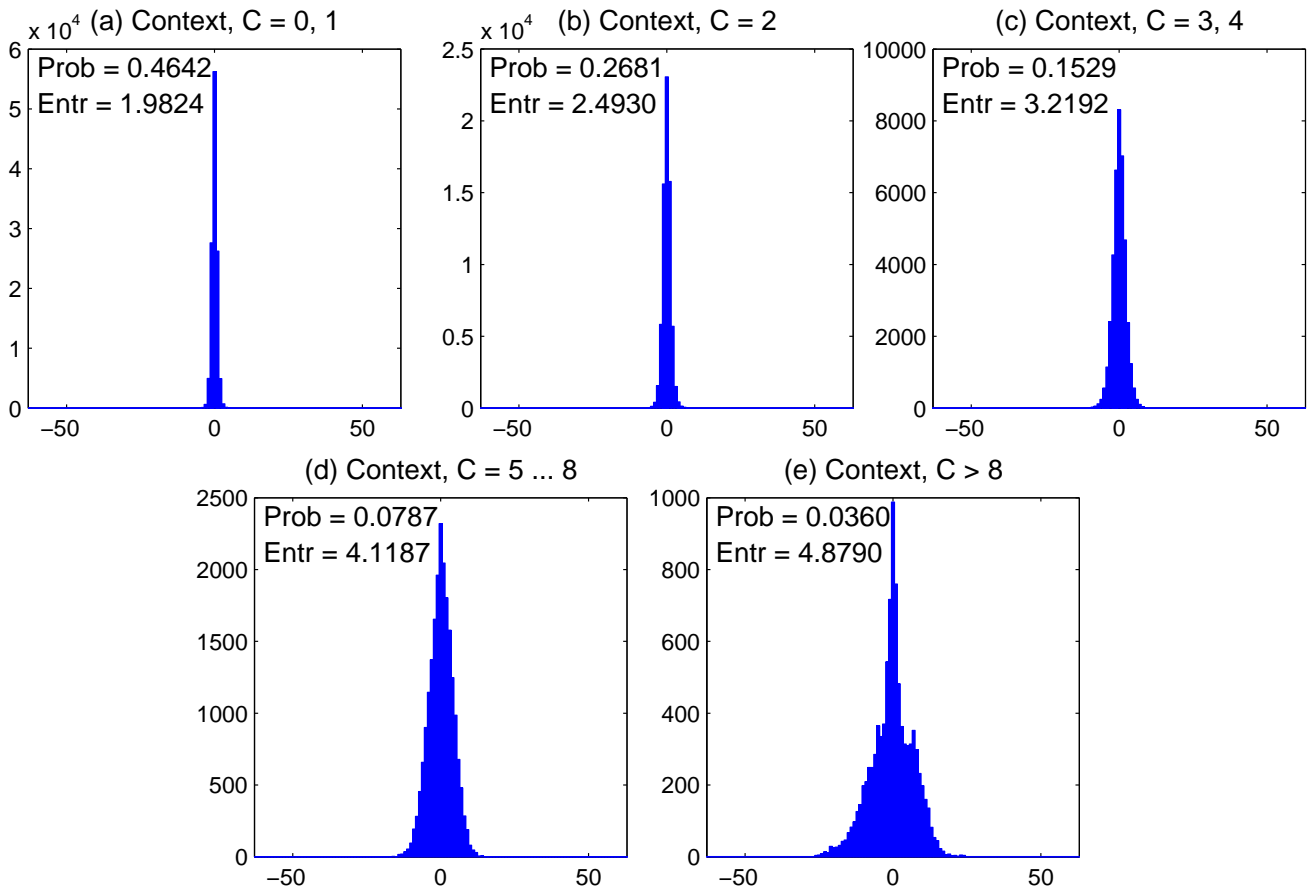 x 10⁴ (a) Context, C = 0, 1
Prob = 0.4642
Entr = 1.9824
6
5
4
3
2
1
0
−50 0 50
x 10⁴ (b) Context, C = 2
Prob = 0.2681
Entr = 2.4930
2.5
2
1.5
1
0.5
0
−50 0 50
(c) Context, C = 3, 4
Prob = 0.1529
Entr = 3.2192
10000
8000
6000
4000
2000
0
−50 0 50
(d) Context, C = 5 ... 8
Prob = 0.0787
Entr = 4.1187
2500
2000
1500
1000
500
0
−50 0 50
(e) Context, C > 8
Prob = 0.0360
Entr = 4.8790
1000
800
600
400
200
0
−50 0 50